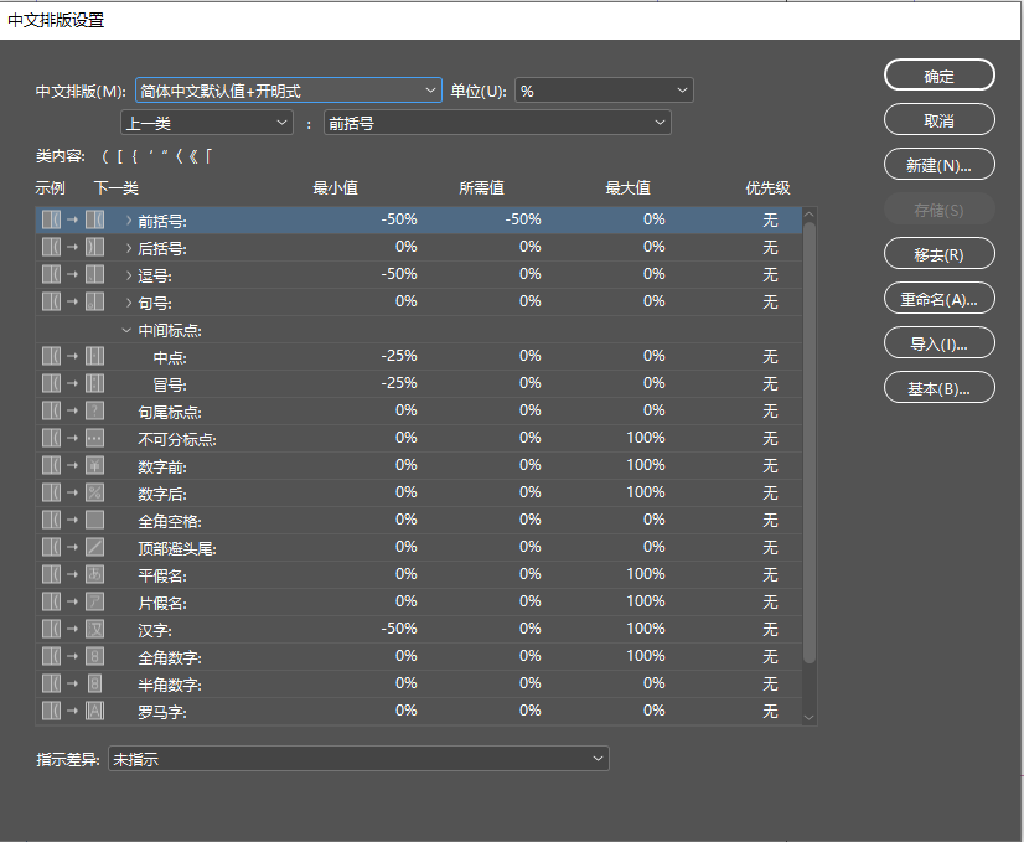 中文排版设置
中文排版(M): 简体中文默认值+开明式 单位(U): %
上一类 : 前括号
类内容: ( [ { ‘ “ 〈 《 「
示例 下一类 最小值 所需值 最大值 优先级
前括号: -50% -50% 0% 无
后括号: 0% 0% 0% 无
逗号: -50% 0% 0% 无
句号: 0% 0% 0% 无
中间标点:
中点: -25% 0% 0% 无
冒号: -25% 0% 0% 无
句尾标点: 0% 0% 0% 无
不可分标点: 0% 0% 100% 无
数字前: 0% 0% 100% 无
数字后: 0% 0% 100% 无
全角空格: 0% 0% 0% 无
顶部避头尾: 0% 0% 0% 无
平假名: 0% 0% 100% 无
片假名: 0% 0% 100% 无
汉字: -50% 0% 100% 无
全角数字: 0% 0% 100% 无
半角数字: 0% 0% 0% 无
罗马字: 0% 0% 0% 无
指示差异: 未指示
确定
取消
新建(N)...
存储(S)
移去(R)
重命名(A)...
导入(I)...
基本(B)...